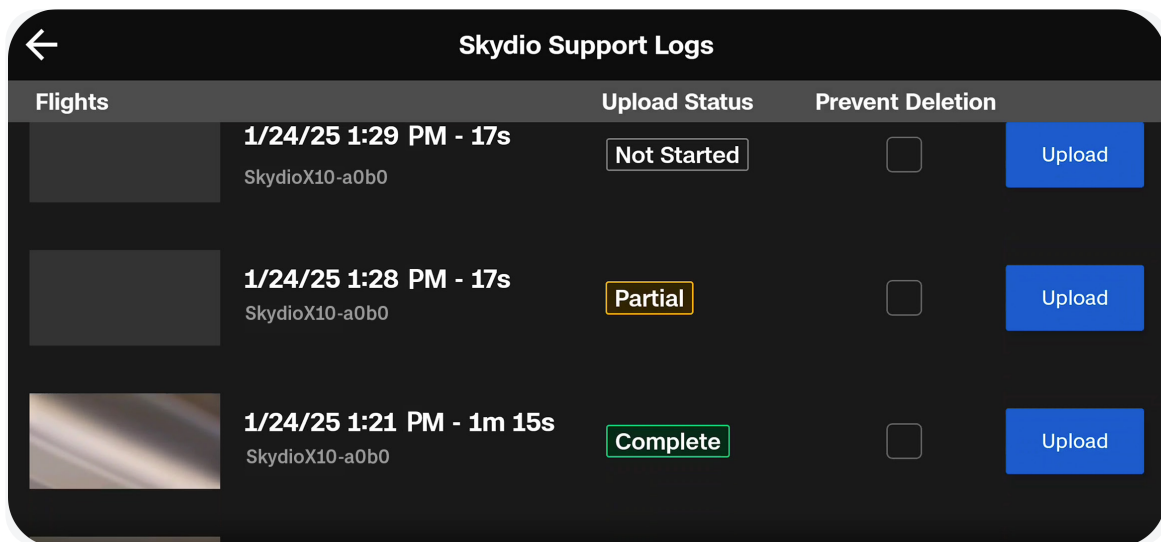 Skydio Support Logs
Flights Upload Status Prevent Deletion
1/24/25 1:29 PM - 17s
Not Started
Upload
SkydioX10-a0b0
1/24/25 1:28 PM - 17s
Partial
Upload
SkydioX10-a0b0
1/24/25 1:21 PM - 1m 15s
Complete
Upload
SkydioX10-a0b0